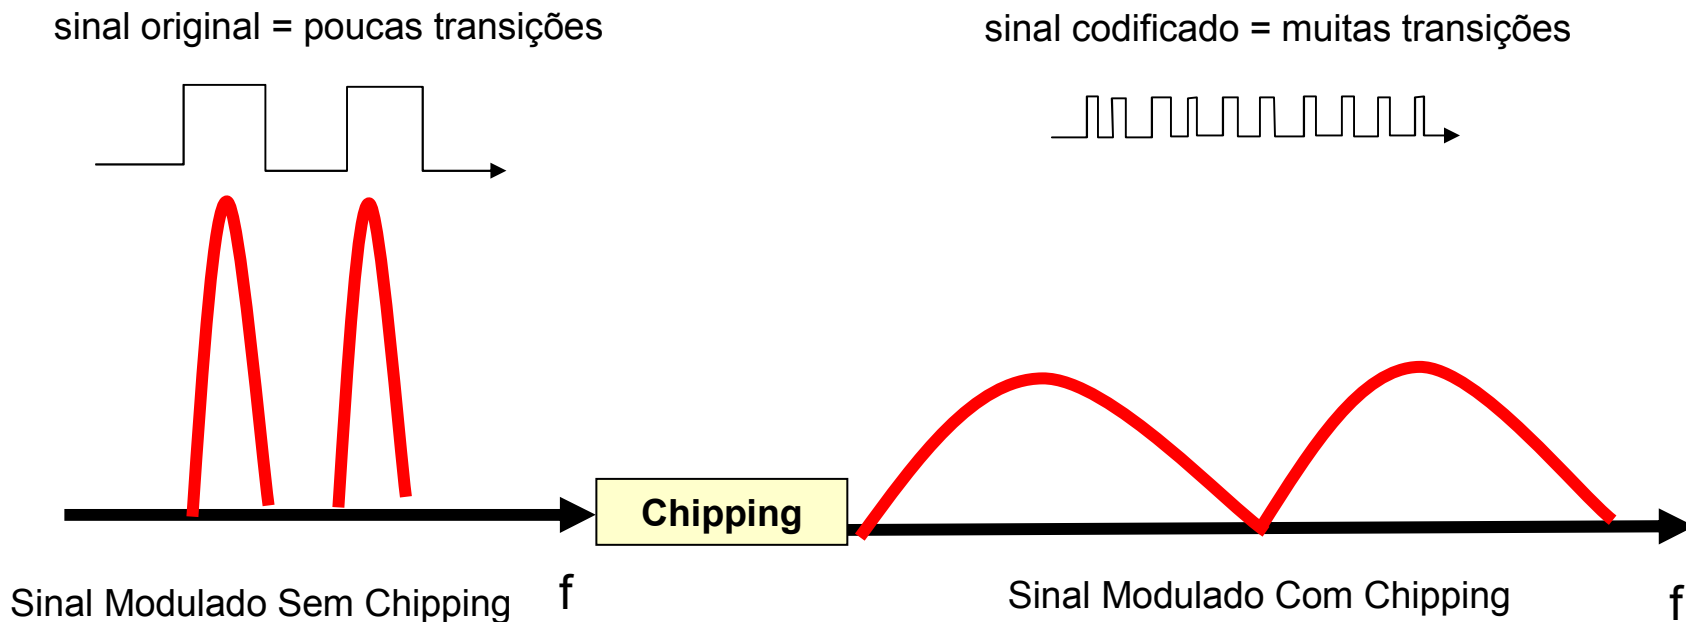 sinal original = poucas transições
sinal codificado = muitas transições
Chipping
Sinal Modulado Sem Chipping
f
Sinal Modulado Com Chipping
f